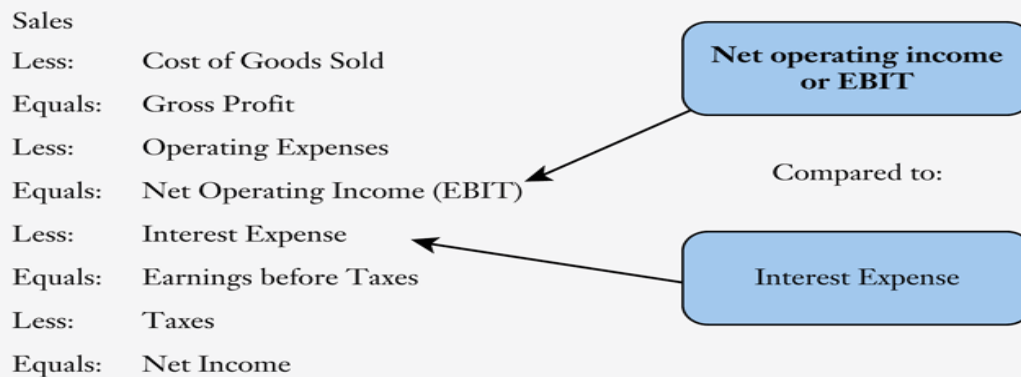 Sales
Less: Cost of Goods Sold
Equals: Gross Profit
Less: Operating Expenses
Equals: Net Operating Income (EBIT)
Less: Interest Expense
Equals: Earnings before Taxes
Less: Taxes
Equals: Net Income
Net operating income
or EBIT
Compared to:
Interest Expense